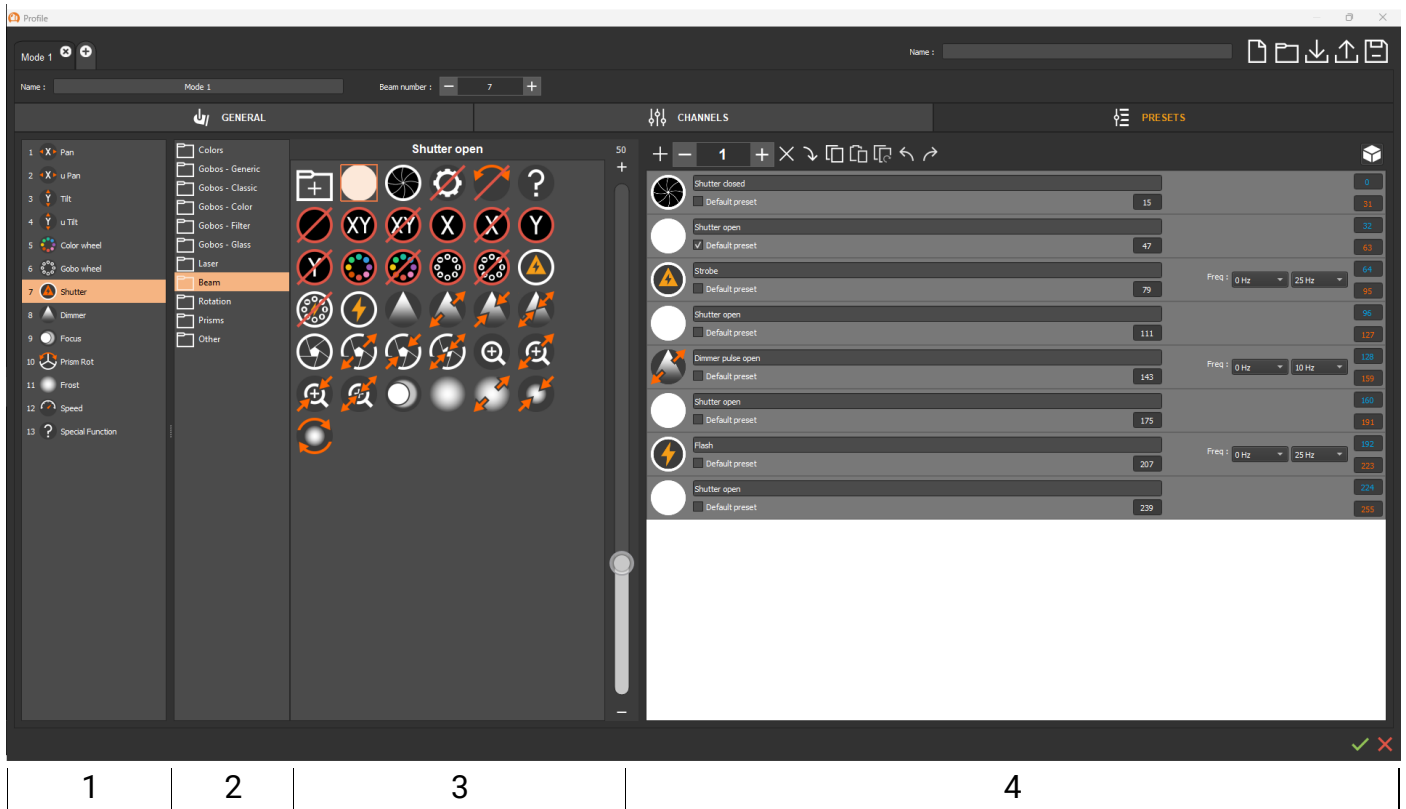 Profile
Mode 1
Name :
Name : Mode 1 Beam number : 7
GENERAL CHANNELS PRESETS
1 X Pan
2 X u Pan
3 Y Tilt
4 Y u Tilt
5 Color wheel
6 Gobo wheel
7 Shutter
8 Dimmer
9 Focus
10 Prism Rot
11 Frost
12 Speed
13 ? Special Function
Colors
Gobos - Generic
Gobos - Classic
Gobos - Color
Gobos - Filter
Gobos - Glass
Laser
Beam
Rotation
Prisms
Other
Shutter open
?
XY XY X X Y
Y
50
1
Shutter closed 0
Default preset 15 31
Shutter open 32
Default preset 47 63
Strobe Freq : 0 Hz 25 Hz 64
Default preset 79 95
Shutter open 96
Default preset 111 127
Dimmer pulse open Freq : 0 Hz 10 Hz 128
Default preset 143 159
Shutter open 160
Default preset 175 191
Flash Freq : 0 Hz 25 Hz 192
Default preset 207 223
Shutter open 224
Default preset 239 255
1 2 3 4